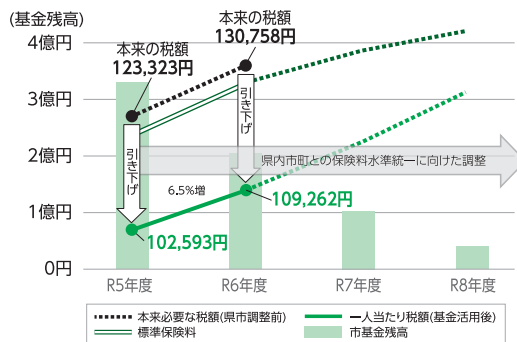 (基金残高)
4億円
3億円
2億円
1億円
0円
本来の税額
123,323円
本来の税額
130,758円
引き下げ
引き下げ
県内市町との保険料水準統一に向けた調整
6.5%増
102,593円
109,262円
R5年度
R6年度
R7年度
R8年度
本来必要な税額(県市調整前)
一人当たり税額(基金活用後)
標準保険料
市基金残高